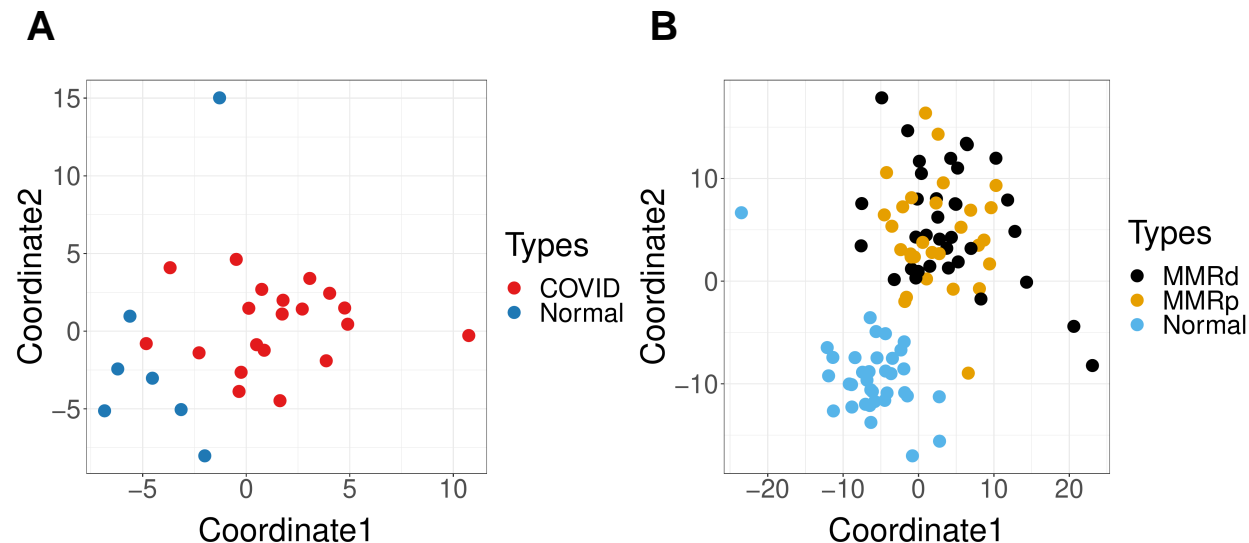 A
15
10
5
0
−5
−5
0
5
10
Coordinate1
Coordinate2
Types
COVID
Normal
B
10
0
−10
−20
−10
0
10
20
Coordinate1
Coordinate2
Types
MMRd
MMRp
Normal